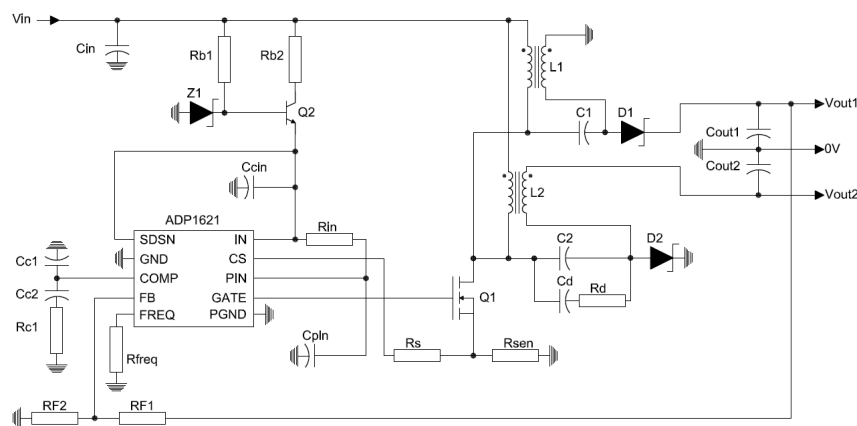 Vin
Cin
Rb1
Rb2
L1
Z1
Q2
C1
D1
Vout1
Cout1
0V
Cout2
Vout2
Ccin
L2
ADP1621
SDSN
IN
Rin
GND
CS
COMP
PIN
FB
GATE
FREQ
PGND
C2
D2
Cd
Rd
Q1
Cc1
Cc2
Rc1
Rfreq
CpIn
Rs
Rsen
RF2
RF1